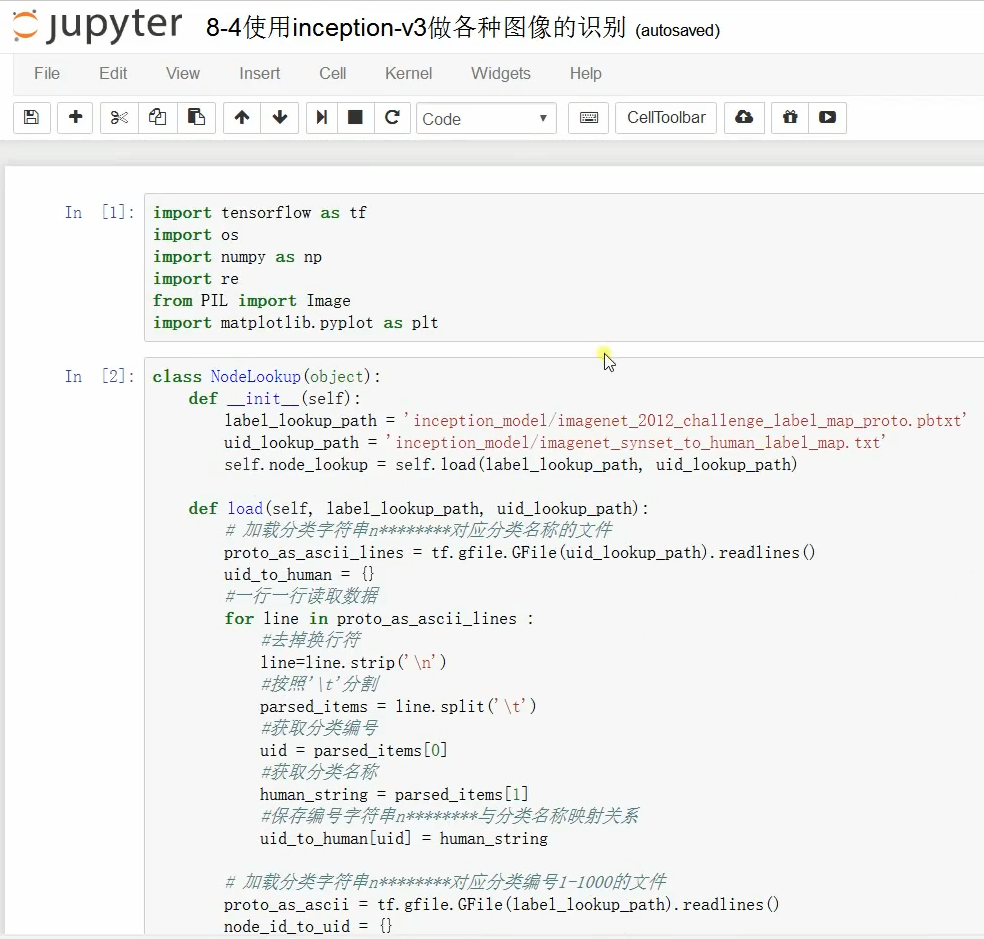 jupyter 8-4使用inception-v3做各种图像的识别 (autosaved)
File Edit View Insert Cell Kernel Widgets Help
Code CellToolbar
In [1]: import tensorflow as tf
import os
import numpy as np
import re
from PIL import Image
import matplotlib.pyplot as plt
In [2]: class NodeLookup(object):
    def __init__(self):
        label_lookup_path = 'inception_model/imagenet_2012_challenge_label_map_proto.pbtxt'
        uid_lookup_path = 'inception_model/imagenet_synset_to_human_label_map.txt'
        self.node_lookup = self.load(label_lookup_path, uid_lookup_path)
    def load(self, label_lookup_path, uid_lookup_path):
        # 加载分类字符串n********对应分类名称的文件
        proto_as_ascii_lines = tf.gfile.GFile(uid_lookup_path).readlines()
        uid_to_human = {}
        #一行一行读取数据
        for line in proto_as_ascii_lines :
            #去掉换行符
            line=line.strip('\n')
            #按照'\t'分割
            parsed_items = line.split('\t')
            #获取分类编号
            uid = parsed_items[0]
            #获取分类名称
            human_string = parsed_items[1]
            #保存编号字符串n********与分类名称映射关系
            uid_to_human[uid] = human_string
        # 加载分类字符串n********对应分类编号1-1000的文件
        proto_as_ascii = tf.gfile.GFile(label_lookup_path).readlines()
        node_id_to_uid = {}